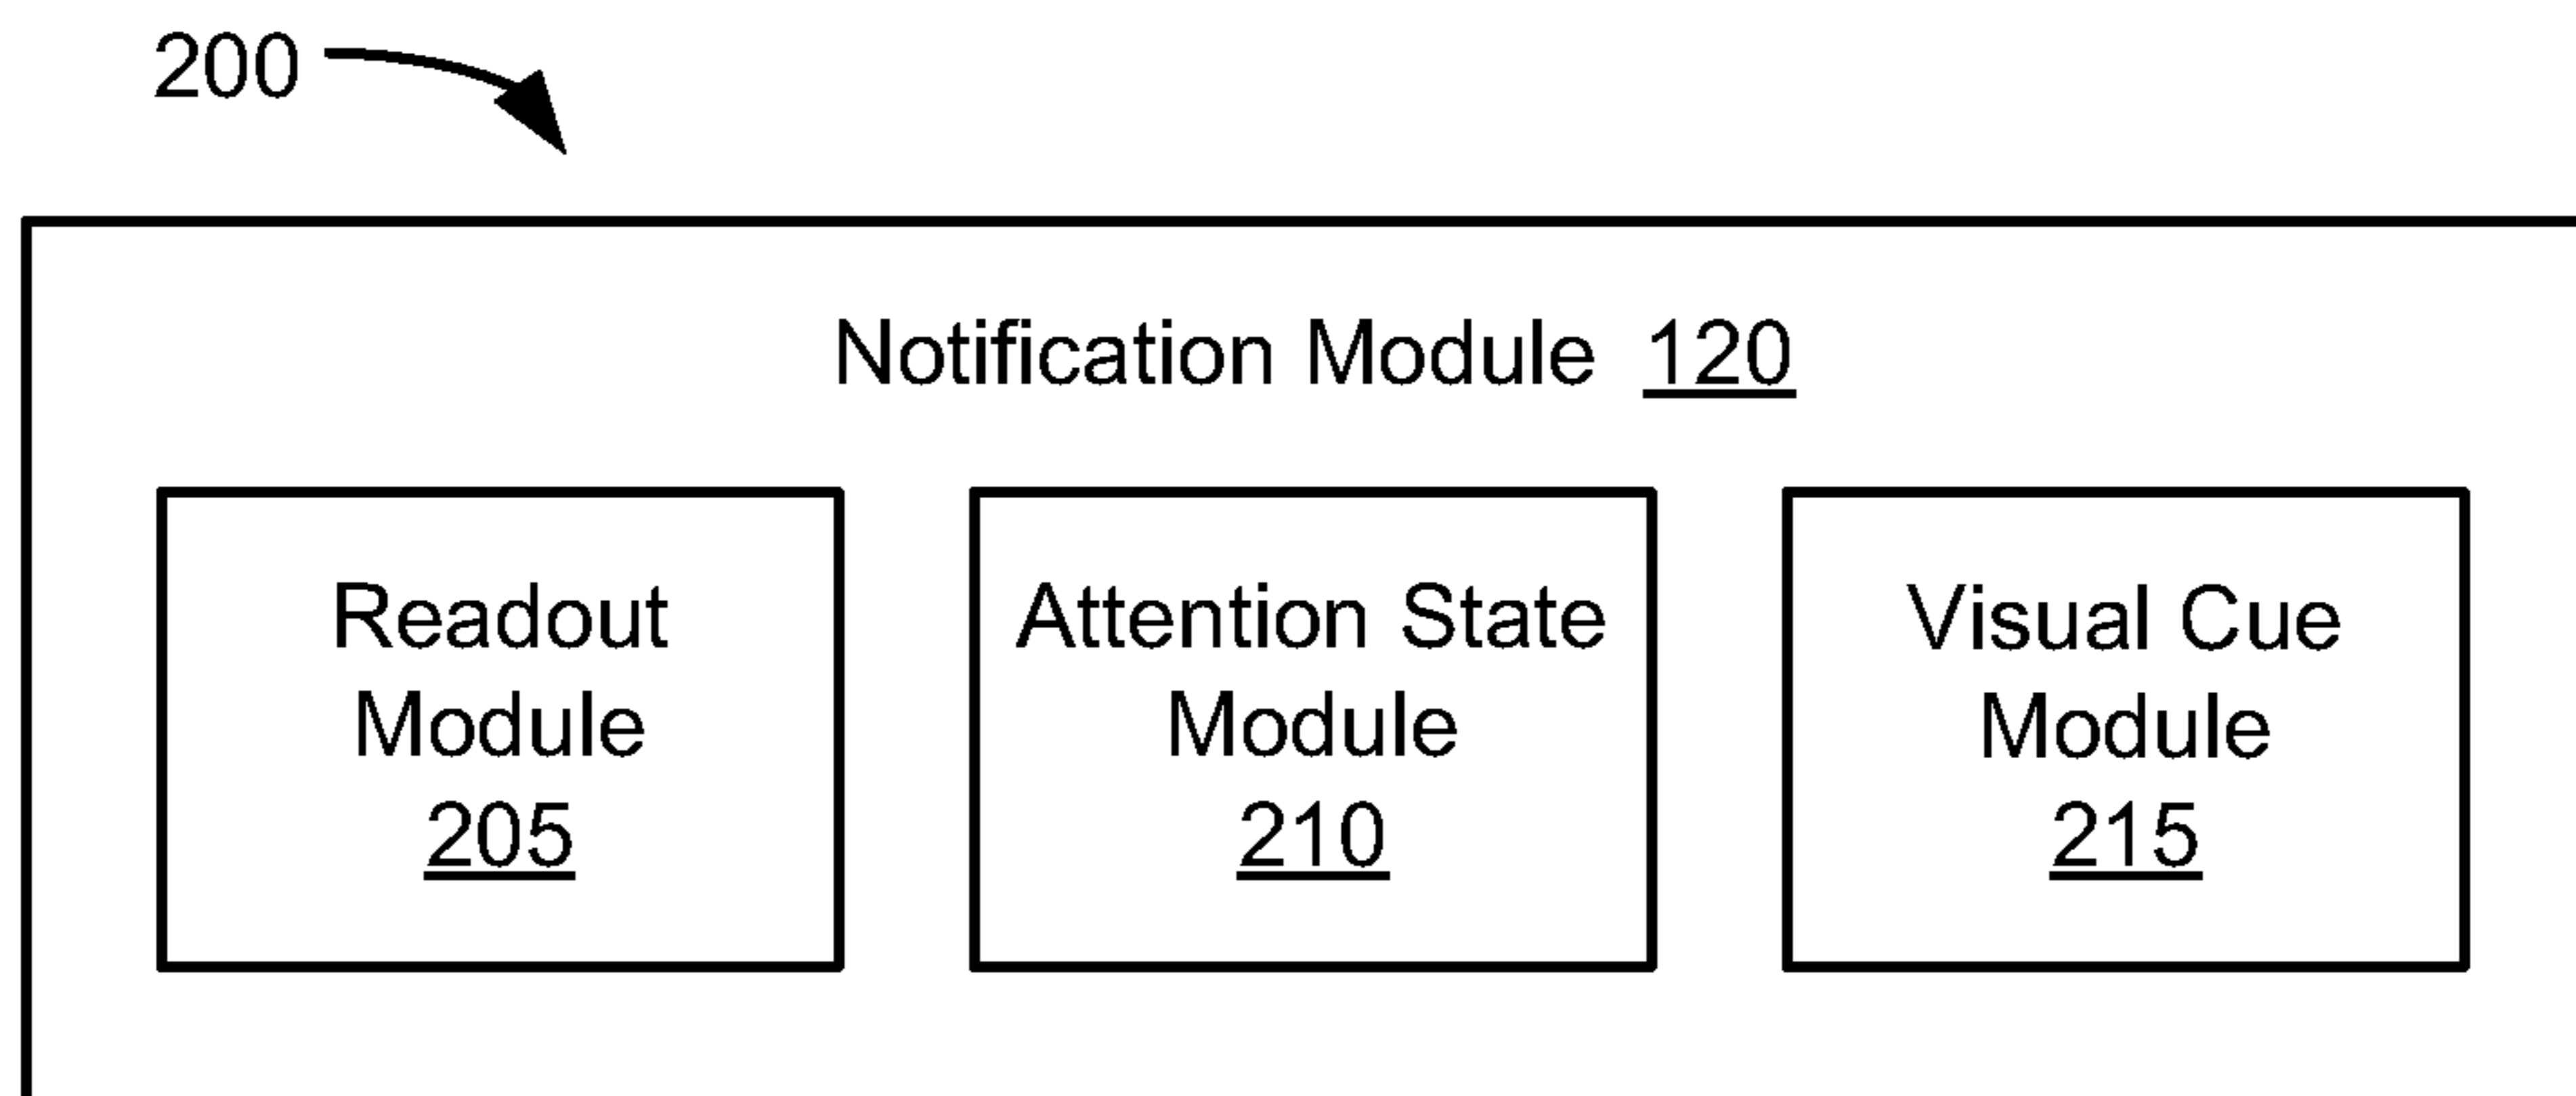 200
Notification Module 120
Readout
Module
205
Attention State
Module
210
Visual Cue
Module
215